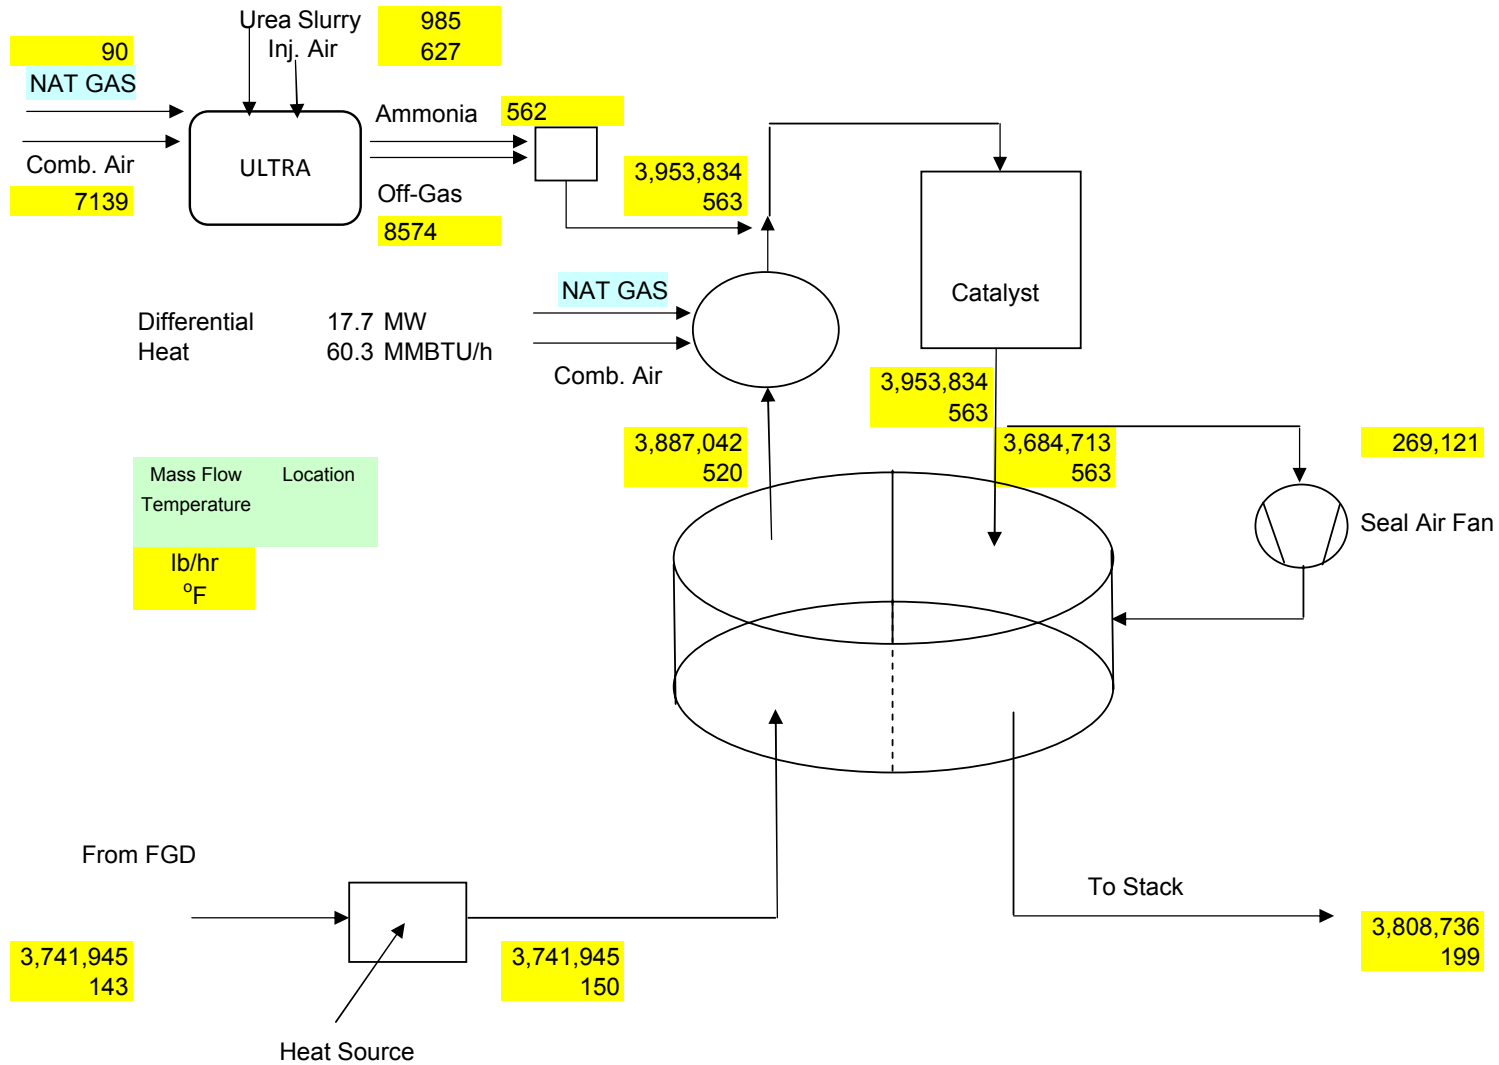 Urea Slurry
985
Inj. Air
627
90
NAT GAS
Comb. Air
7139
ULTRA
Ammonia
562
Off-Gas
8574
3,953,834
563
NAT GAS
Comb. Air
Catalyst
Differential 17.7 MW
Heat 60.3 MMBTU/h
3,953,834
563
3,887,042
520
3,684,713
563
269,121
Seal Air Fan
Mass Flow Location
Temperature
lb/hr
°F
From FGD
3,741,945
143
3,741,945
150
Heat Source
To Stack
3,808,736
199